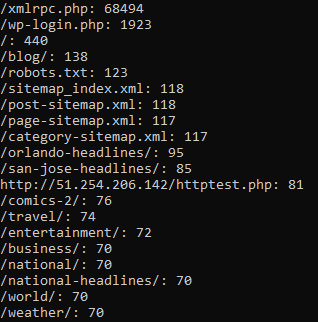 /xmlrpc.php: 68494
/wp-login.php: 1923
/: 440
/blog/: 138
/robots.txt: 123
/sitemap_index.xml: 118
/post-sitemap.xml: 118
/page-sitemap.xml: 117
/category-sitemap.xml: 117
/orlando-headlines/: 95
/san-jose-headlines/: 85
http://51.254.206.142/httptest.php: 81
/comics-2/: 76
/travel/: 74
/entertainment/: 72
/business/: 70
/national/: 70
/national-headlines/: 70
/world/: 70
/weather/: 70